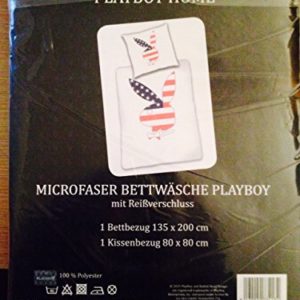 PLAYBOY HOME
MICROFASER BETTWÄSCHE PLAYBOY
mit Reißverschluss
1 Bettbezug 135 x 200 cm
1 Kissenbezug 80 x 80 cm
100 % Polyester